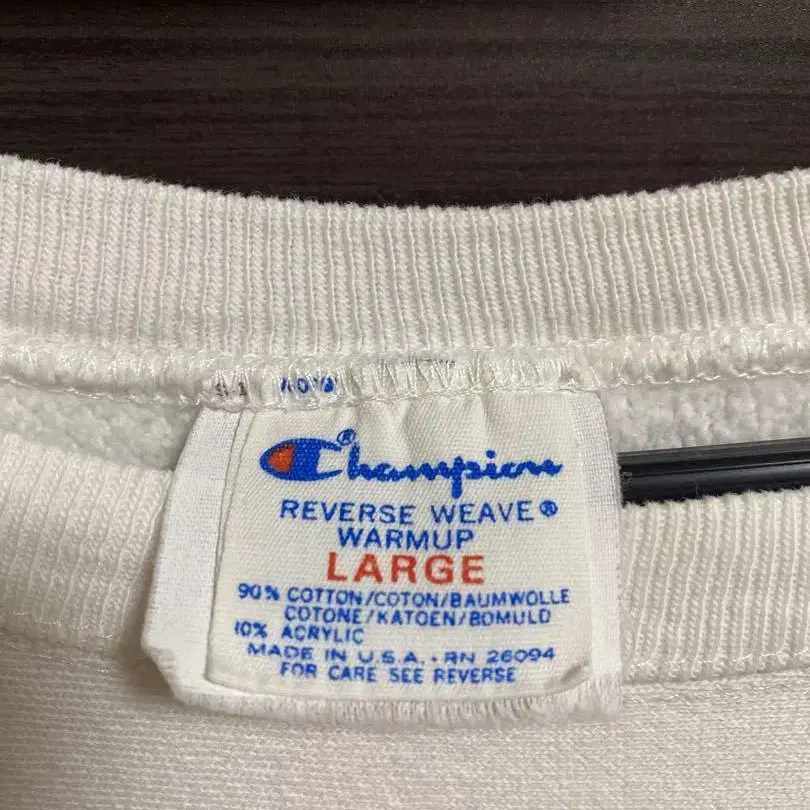 Champion®
REVERSE WEAVE®
WARMUP
LARGE
90% COTTON/COTON/BAUMWOLLE
COTONE/KATOEN/BOMULD
10% ACRYLIC
MADE IN U.S.A. • RN 26094
FOR CARE SEE REVERSE